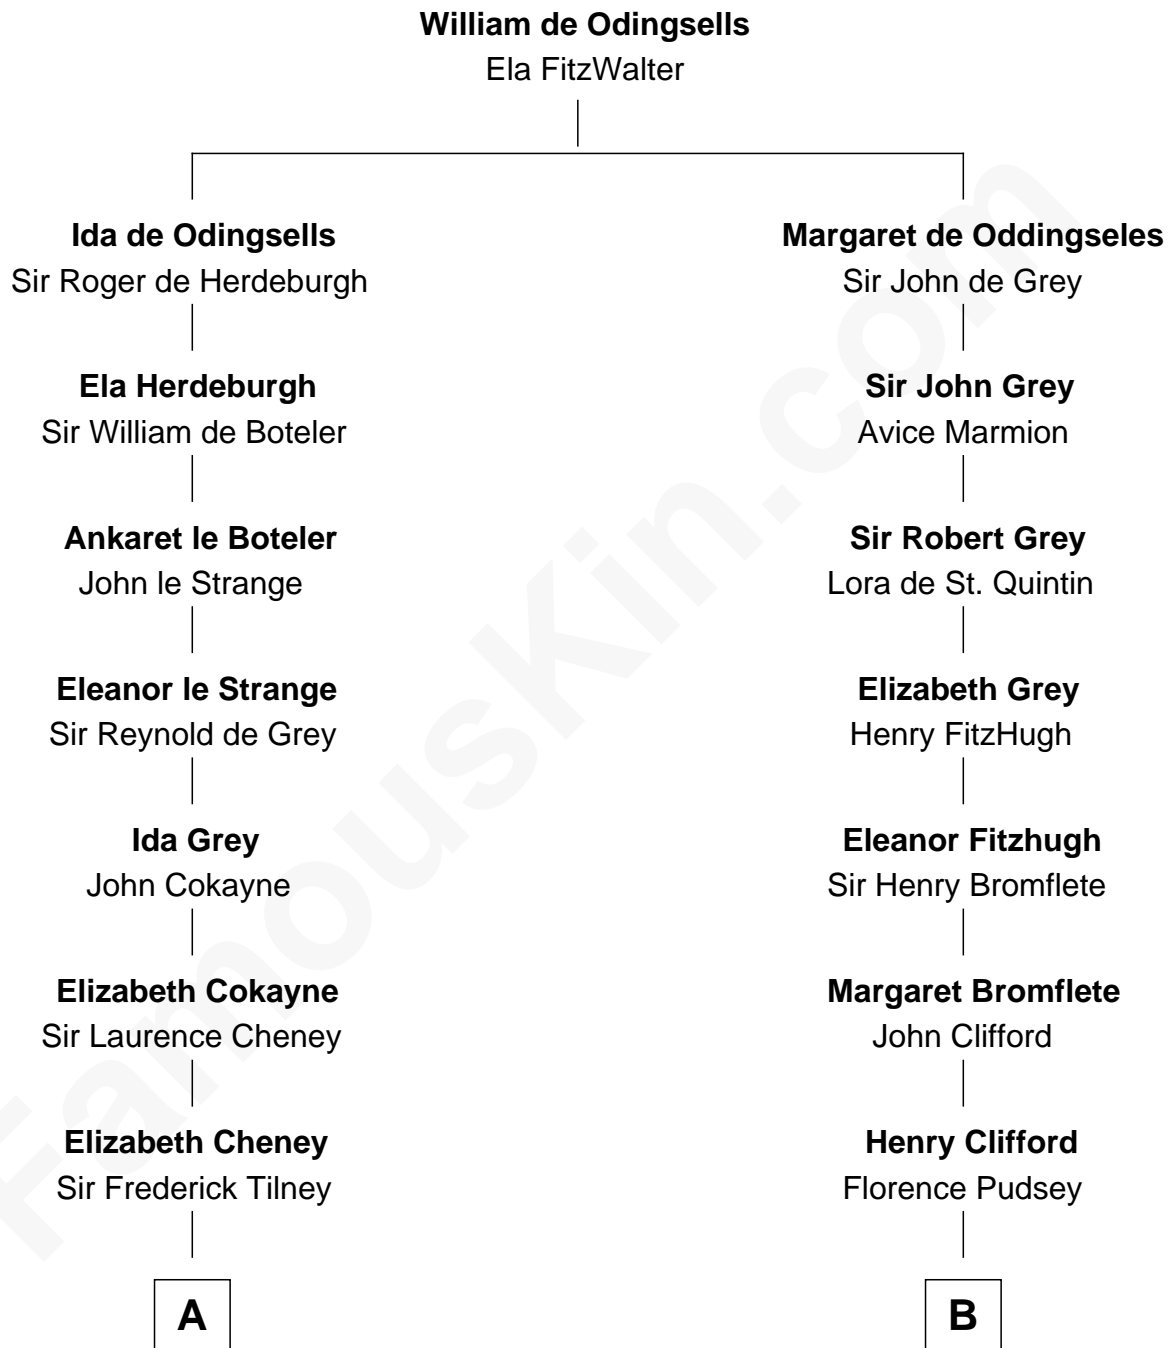 William de Odingsells
Ela FitzWalter
Ida de Odingsells
Sir Roger de Herdeburgh
Margaret de Oddingseles
Sir John de Grey
Ela Herdeburgh
Sir William de Boteler
Sir John Grey
Avice Marmion
Ankaret le Boteler
John le Strange
Sir Robert Grey
Lora de St. Quintin
Eleanor le Strange
Sir Reynold de Grey
Elizabeth Grey
Henry FitzHugh
Ida Grey
John Cokayne
Eleanor Fitzhugh
Sir Henry Bromflete
Elizabeth Cokayne
Sir Laurence Cheney
Margaret Bromflete
John Clifford
Elizabeth Cheney
Sir Frederick Tilney
Henry Clifford
Florence Pudsey
A
B
FamousKin.com